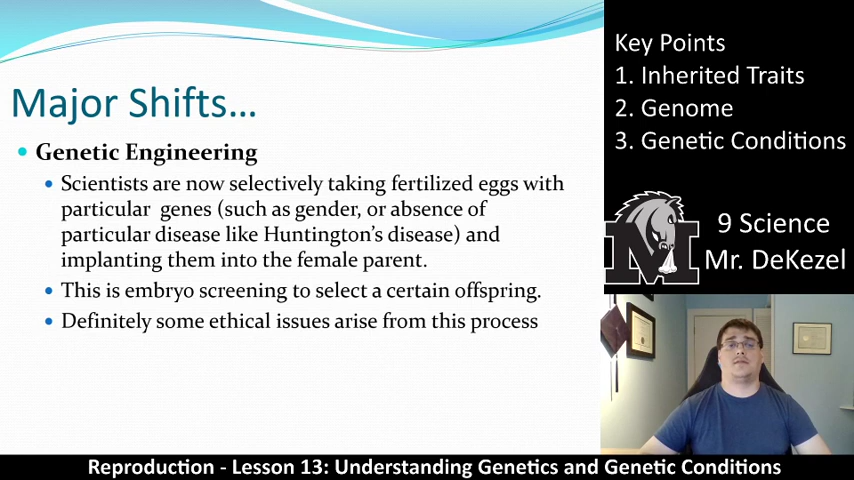 Major Shifts...
Genetic Engineering
Scientists are now selectively taking fertilized eggs with
particular genes (such as gender, or absence of
particular disease like Huntington's disease) and
implanting them into the female parent.
This is embryo screening to select a certain offspring.
Definitely some ethical issues arise from this process
Key Points
1. Inherited Traits
2. Genome
3. Genetic Conditions
M
9 Science
Mr. DeKezel
Reproduction - Lesson 13: Understanding Genetics and Genetic Conditions